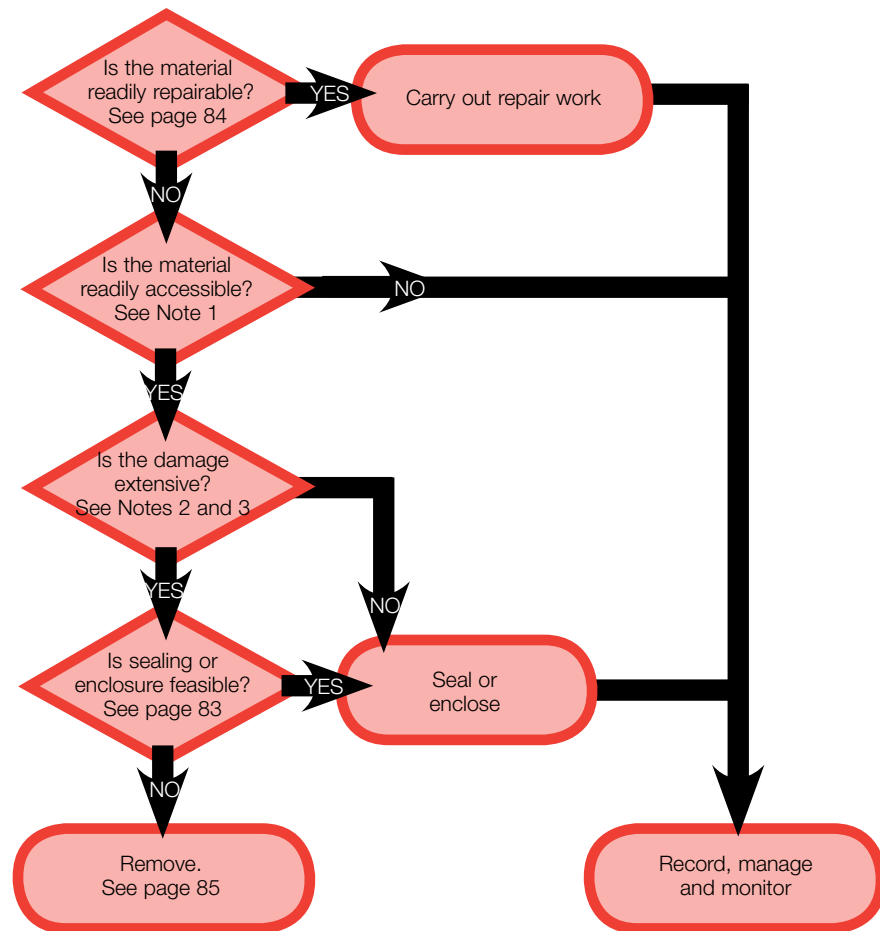 Is the material
readily repairable?
See page 84
YES
Carry out repair work
NO
Is the material
readily accessible?
See Note 1
NO
YES
Is the damage
extensive?
See Notes 2 and 3
YES
NO
Is sealing or
enclosure feasible?
See page 83
YES
Seal or
enclose
NO
Remove.
See page 85
Record, manage
and monitor